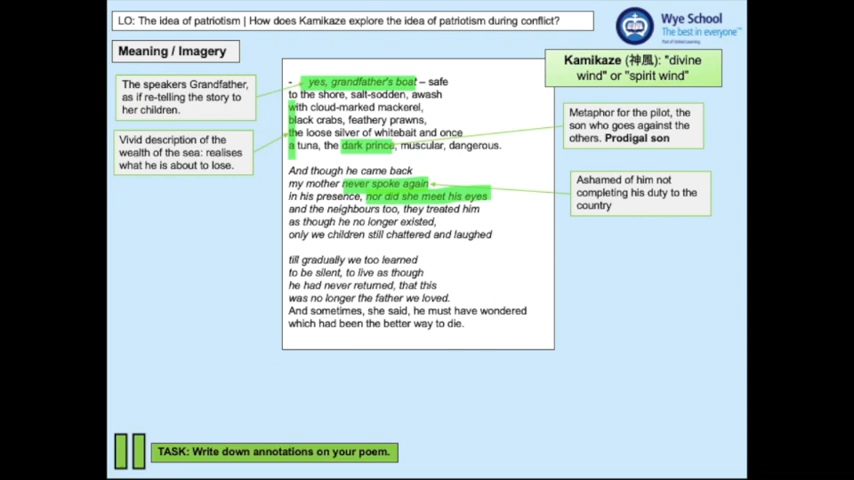 LO: The idea of patriotism | How does Kamikaze explore the idea of patriotism during conflict?
Wye School
The best in everyone™
Part of United Learning
Meaning / Imagery
Kamikaze (神風): "divine
wind" or "spirit wind"
The speakers Grandfather,
as if re-telling the story to
her children.
Vivid description of the
wealth of the sea: realises
what he is about to lose.
- yes, grandfather's boat – safe
to the shore, salt-sodden, awash
with cloud-marked mackerel,
black crabs, feathery prawns,
the loose silver of whitebait and once
a tuna, the dark prince, muscular, dangerous.
And though he came back
my mother never spoke again
in his presence, nor did she meet his eyes
and the neighbours too, they treated him
as though he no longer existed,
only we children still chattered and laughed
till gradually we too learned
to be silent, to live as though
he had never returned, that this
was no longer the father we loved.
And sometimes, she said, he must have wondered
which had been the better way to die.
Metaphor for the pilot, the
son who goes against the
others. Prodigal son
Ashamed of him not
completing his duty to the
country
TASK: Write down annotations on your poem.